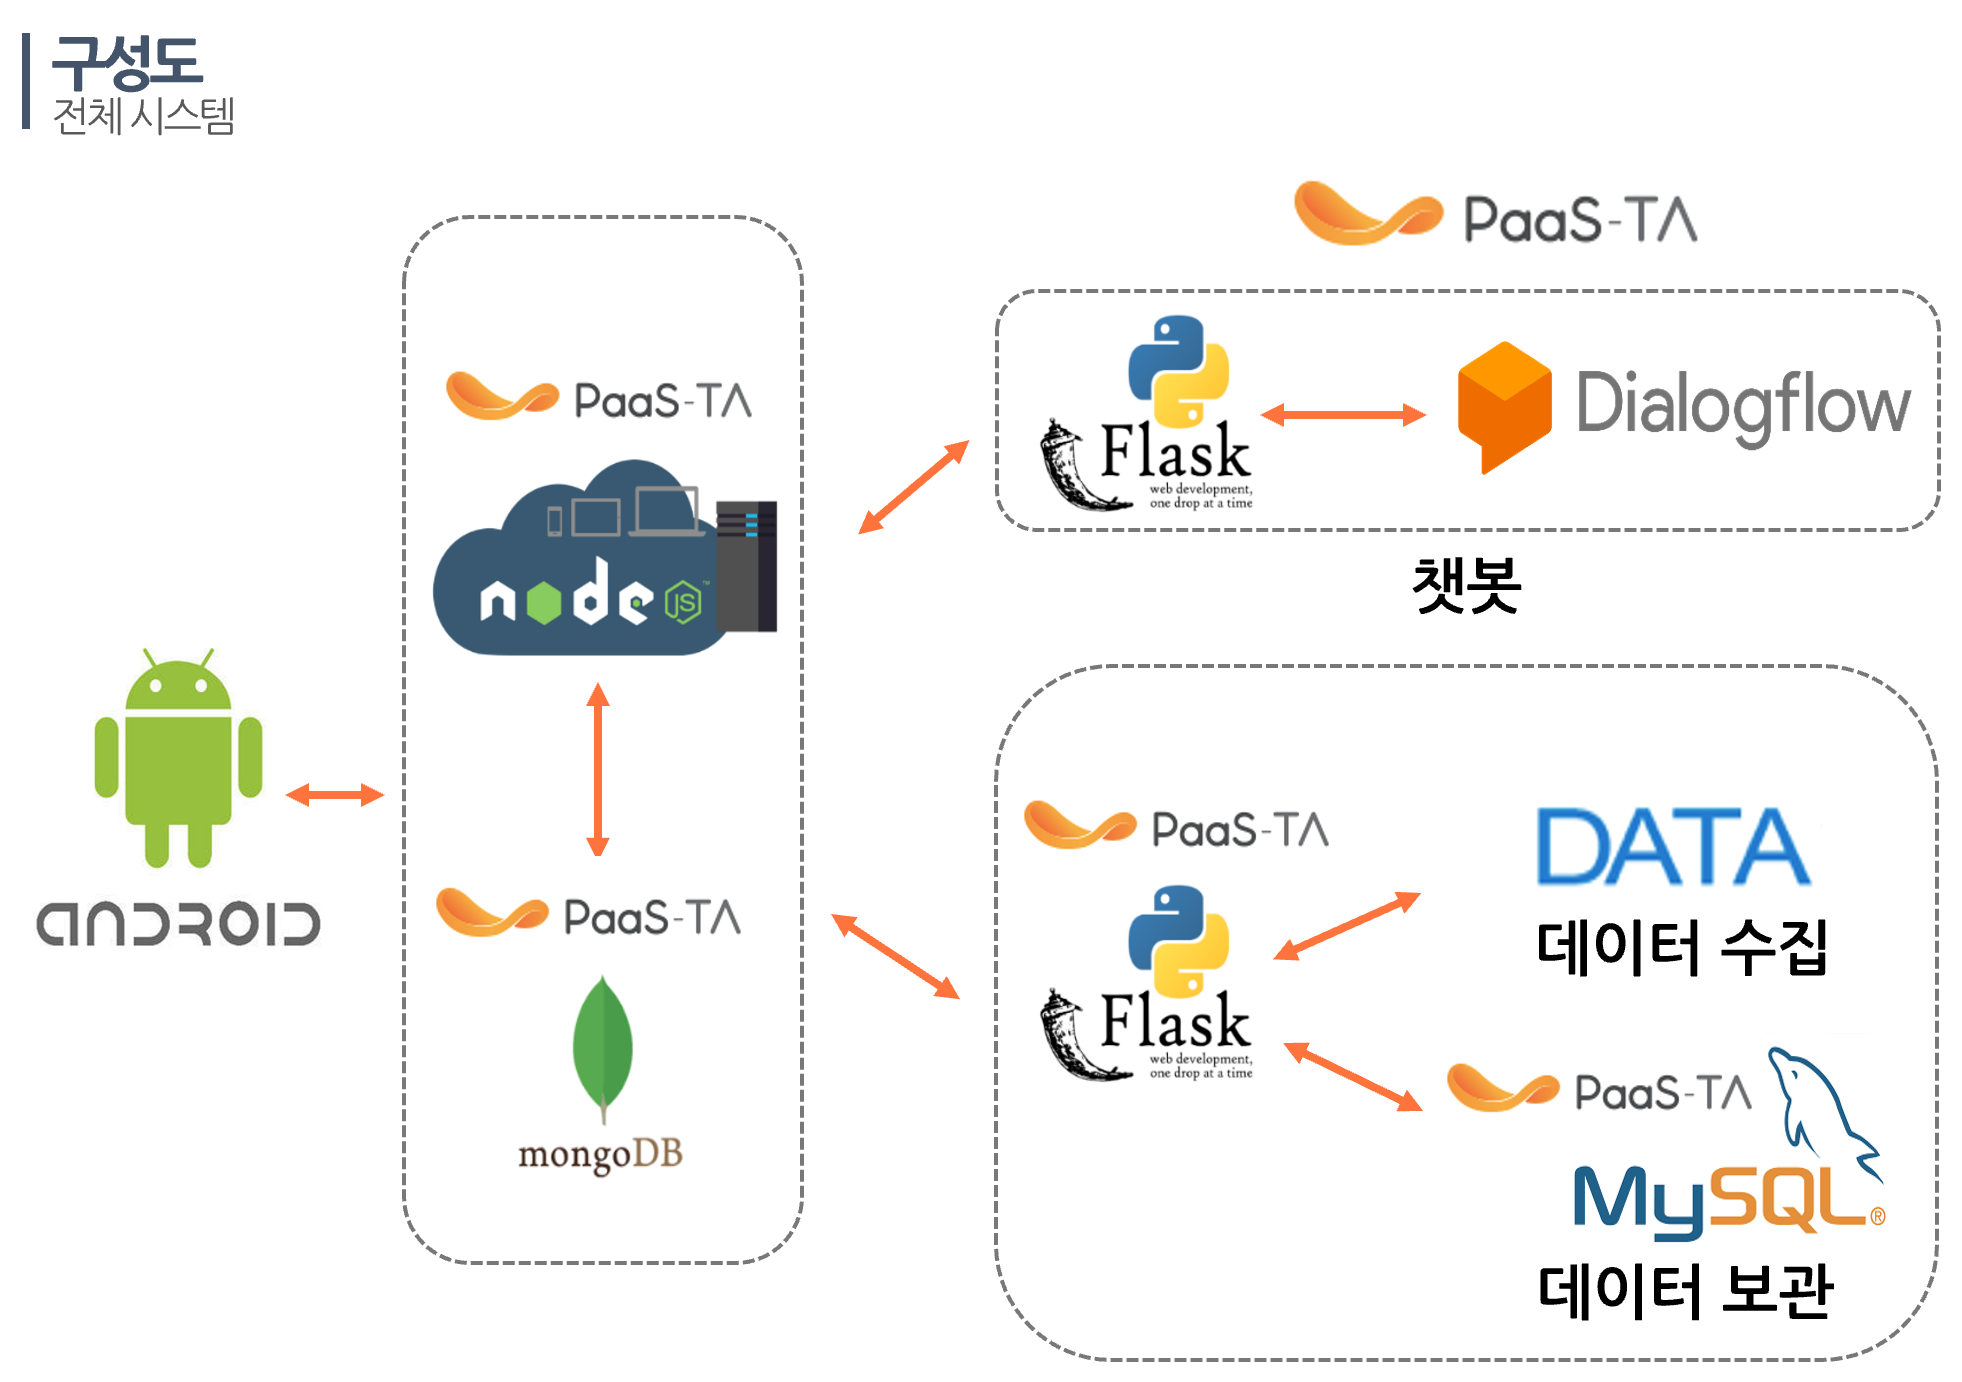 구성도
전체 시스템
PaaS-TA
PaaS-TA
node JS™
ANDROID
PaaS-TA
mongoDB
Flask
web development,
one drop at a time
Dialogflow
챗봇
PaaS-TA
Flask
web development,
one drop at a time
DATA
데이터 수집
PaaS-TA
MySQL®
데이터 보관